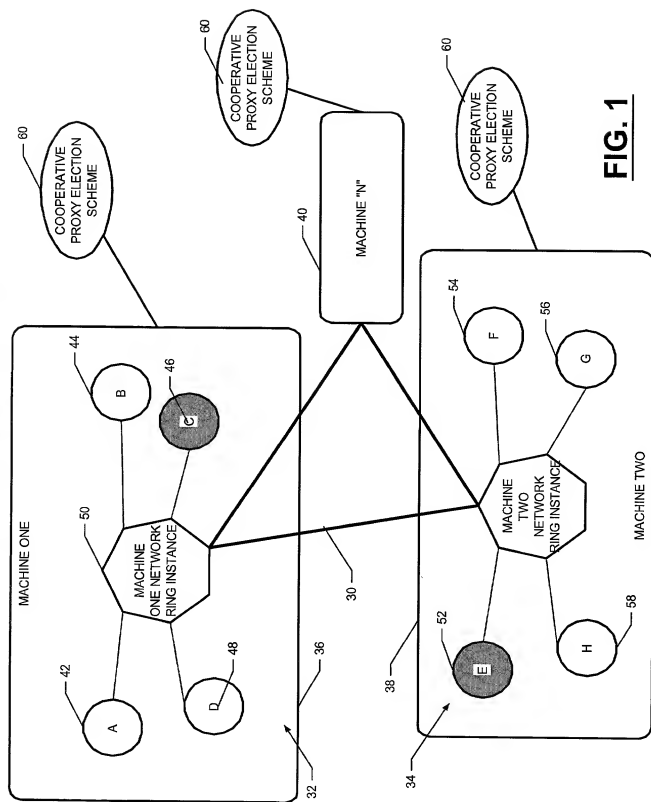 60
COOPERATIVE
PROXY ELECTION
SCHEME
60
COOPERATIVE
PROXY ELECTION
SCHEME
60
COOPERATIVE
PROXY ELECTION
SCHEME
MACHINE ONE
42
A
50
MACHINE
ONE NETWORK
RING INSTANCE
44
B
46
C
D
48
32
36
30
40
MACHINE "N"
38
34
52
E
MACHINE
TWO
NETWORK
RING INSTANCE
54
F
56
G
H
58
MACHINE TWO
FIG. 1